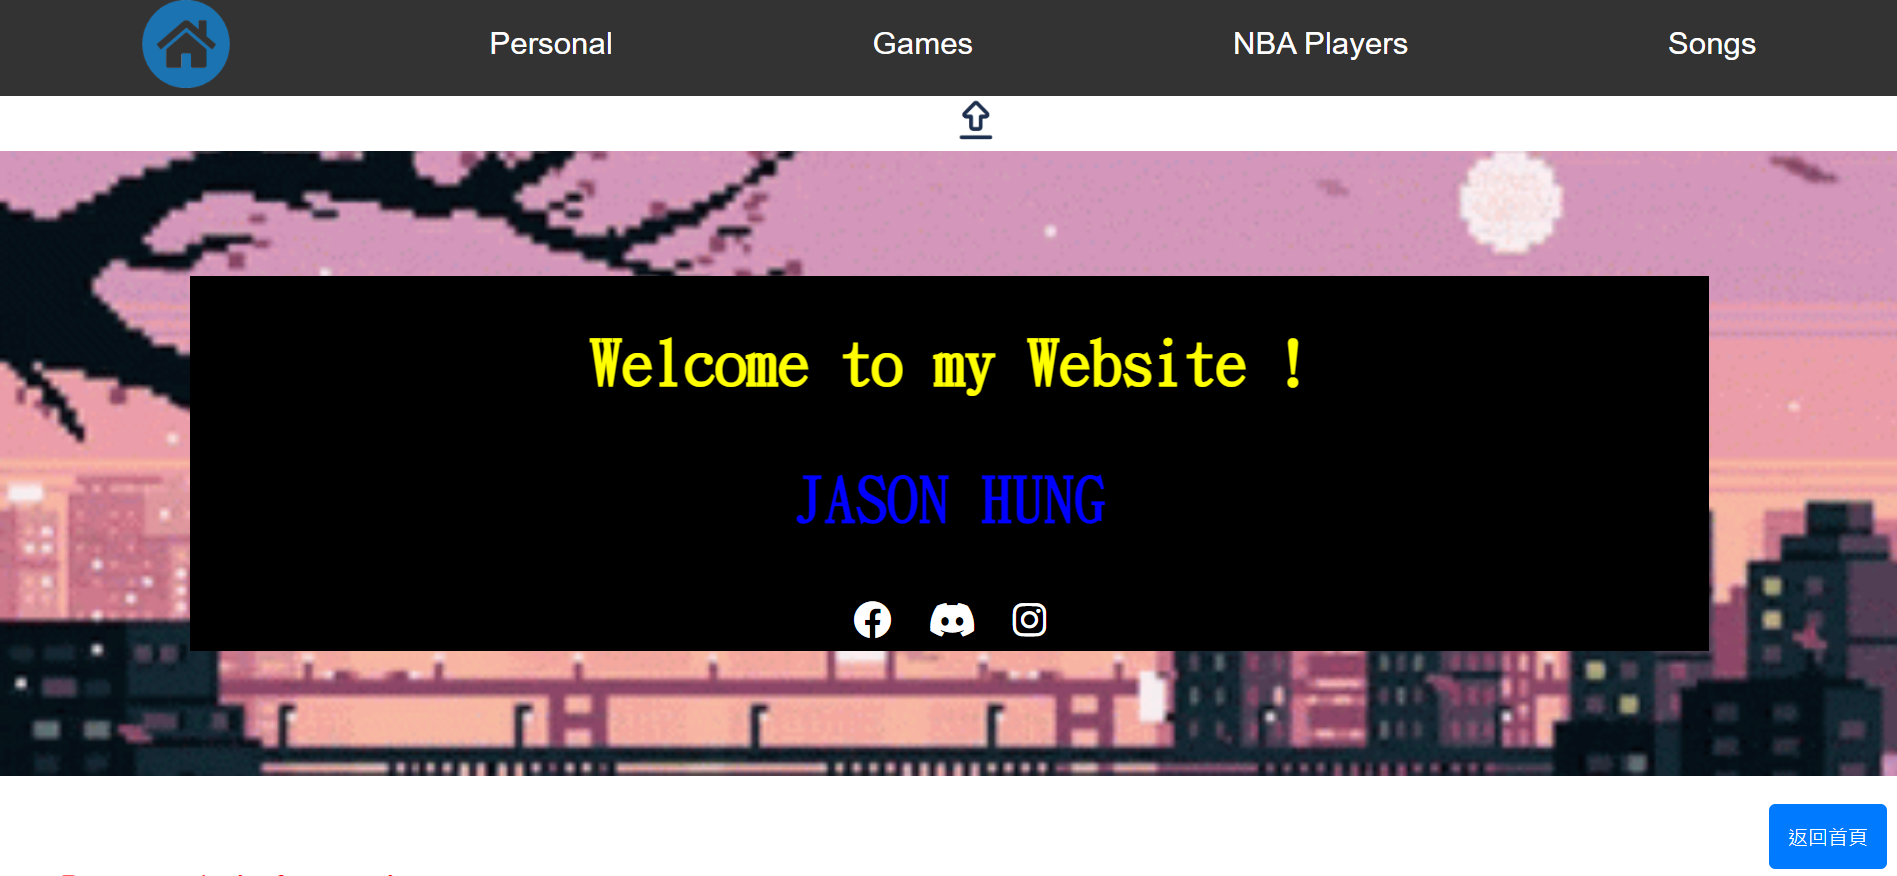 Personal
Games
NBA Players
Songs
Welcome to my Website !
JASON HUNG
返回首頁